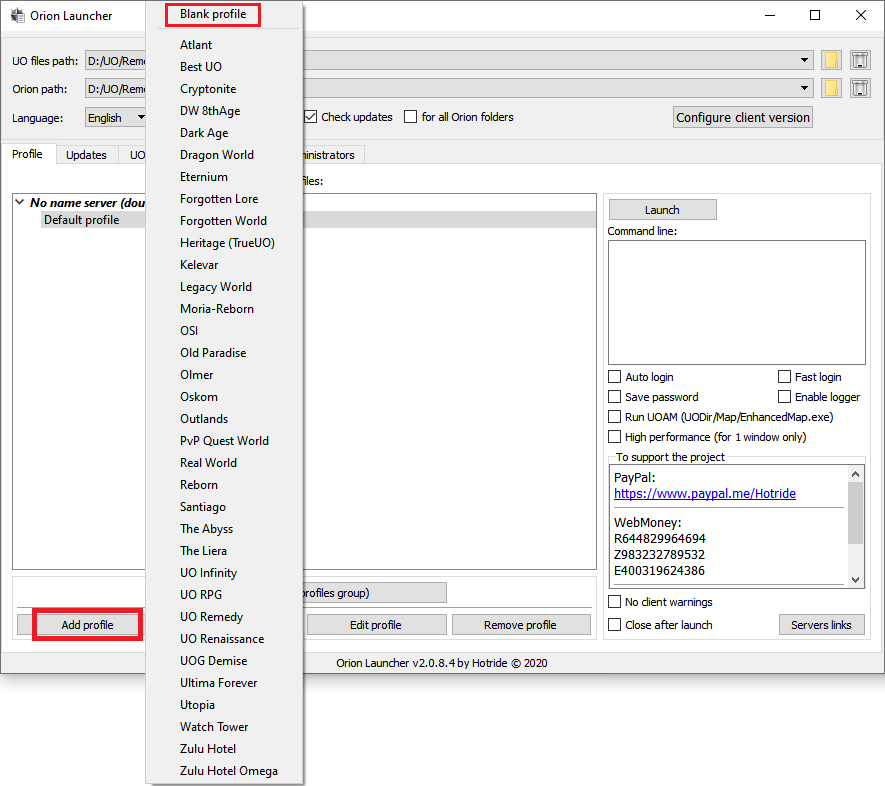 Orion Launcher
UO files path:
D:/UO/Reme
Orion path:
D:/UO/Reme
Language:
English
Check updates
for all Orion folders
Configure client version
Profile
Updates
UO
ministrators
files:
No name server (dou
Default profile
Blank profile
Atlant
Best UO
Cryptonite
DW 8thAge
Dark Age
Dragon World
Eternium
Forgotten Lore
Forgotten World
Heritage (TrueUO)
Kelevar
Legacy World
Moria-Reborn
OSI
Old Paradise
Olmer
Oskom
Outlands
PvP Quest World
Real World
Reborn
Santiago
The Abyss
The Liera
UO Infinity
UO RPG
UO Remedy
UO Renaissance
UOG Demise
Ultima Forever
Utopia
Watch Tower
Zulu Hotel
Zulu Hotel Omega
profiles group)
Add profile
Edit profile
Remove profile
Launch
Command line:
Auto login
Fast login
Save password
Enable logger
Run UOAM (UODir/Map/EnhancedMap.exe)
High performance (for 1 window only)
To support the project
PayPal:
https://www.paypal.me/Hotride
WebMoney:
R644829964694
Z983232789532
E400319624386
No client warnings
Close after launch
Servers links
Orion Launcher v2.0.8.4 by Hotride © 2020